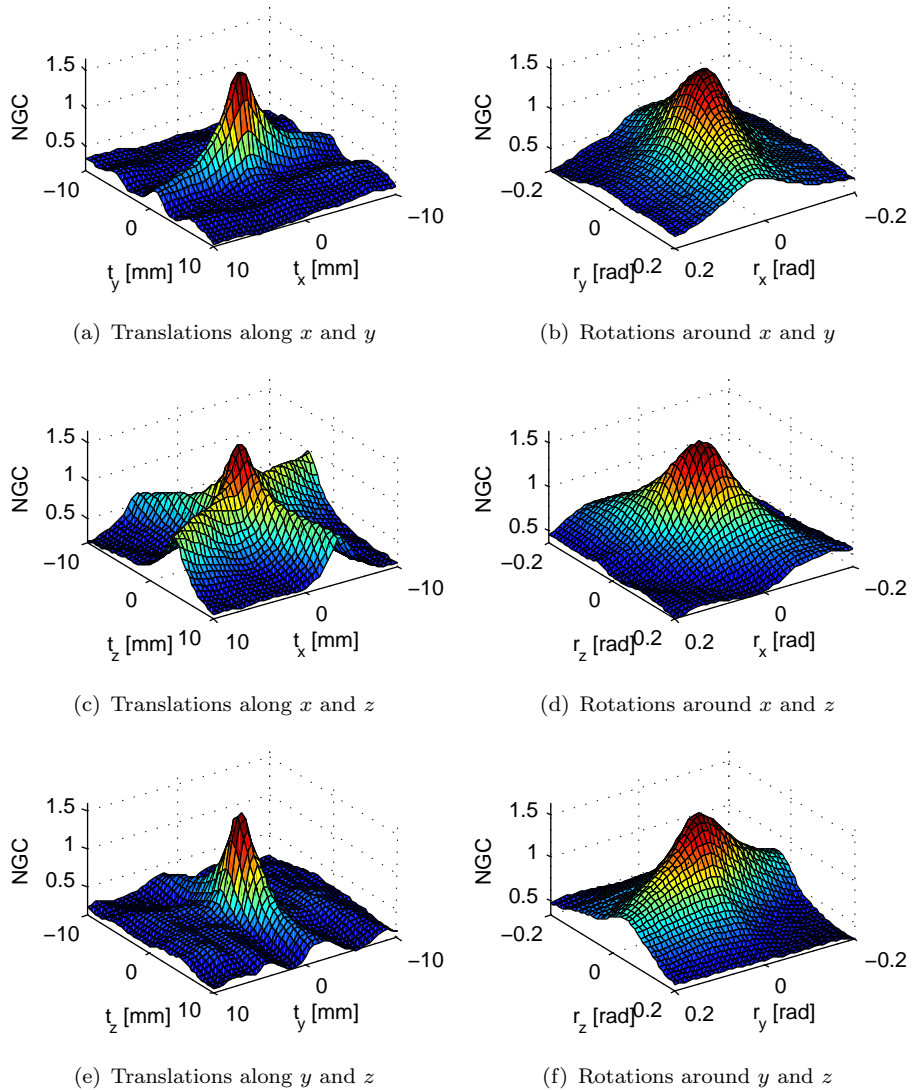 1.5
1
0.5
NGC
−10
0
10
t_y [mm]
10
0
−10
t_x [mm]
(a) Translations along x and y
1.5
1
0.5
NGC
−0.2
0
0.2
r_y [rad]
0.2
0
−0.2
r_x [rad]
(b) Rotations around x and y
1.5
1
0.5
NGC
−10
0
10
t_z [mm]
10
0
−10
t_x [mm]
(c) Translations along x and z
1.5
1
0.5
NGC
−0.2
0
0.2
r_z [rad]
0.2
0
−0.2
r_x [rad]
(d) Rotations around x and z
1.5
1
0.5
NGC
−10
0
10
t_z [mm]
10
0
−10
t_y [mm]
(e) Translations along y and z
1.5
1
0.5
NGC
−0.2
0
0.2
r_z [rad]
0.2
0
−0.2
r_y [rad]
(f) Rotations around y and z